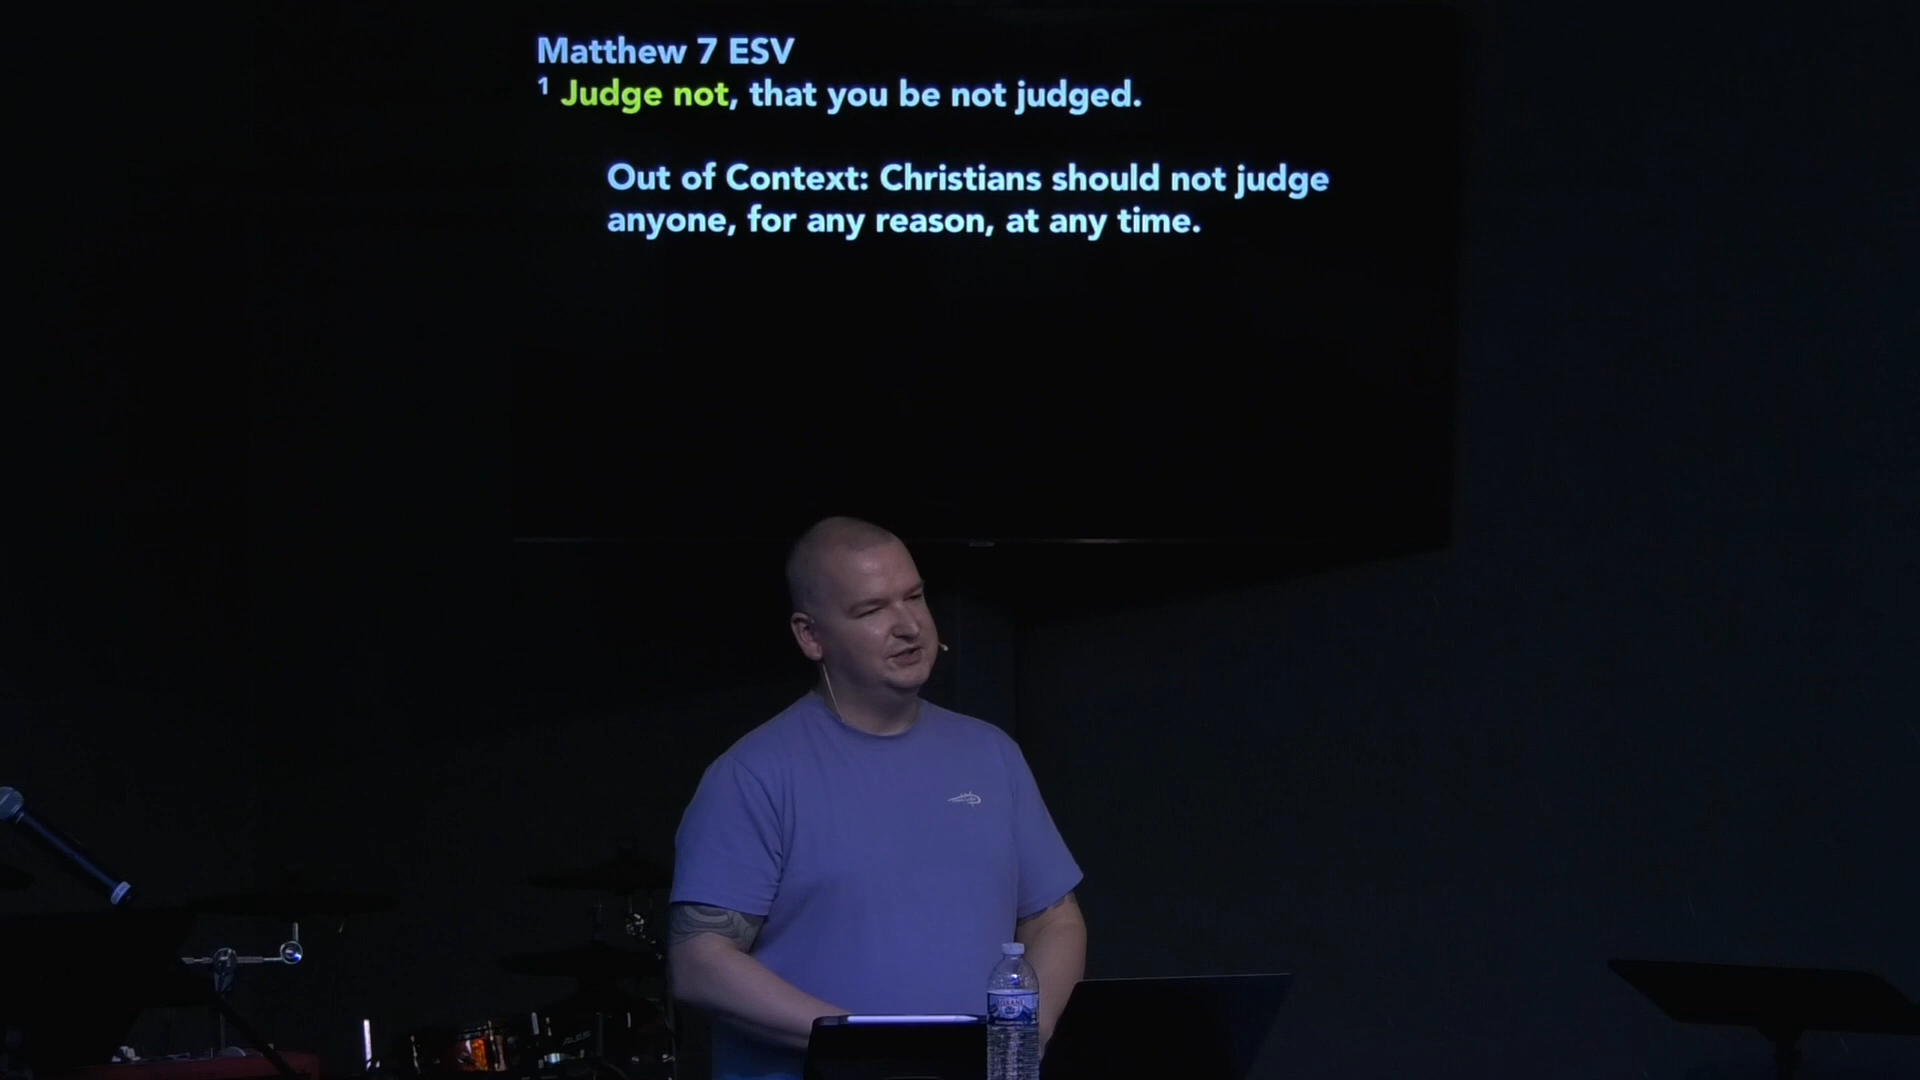 Matthew 7 ESV
1 Judge not, that you be not judged.
Out of Context: Christians should not judge
anyone, for any reason, at any time.